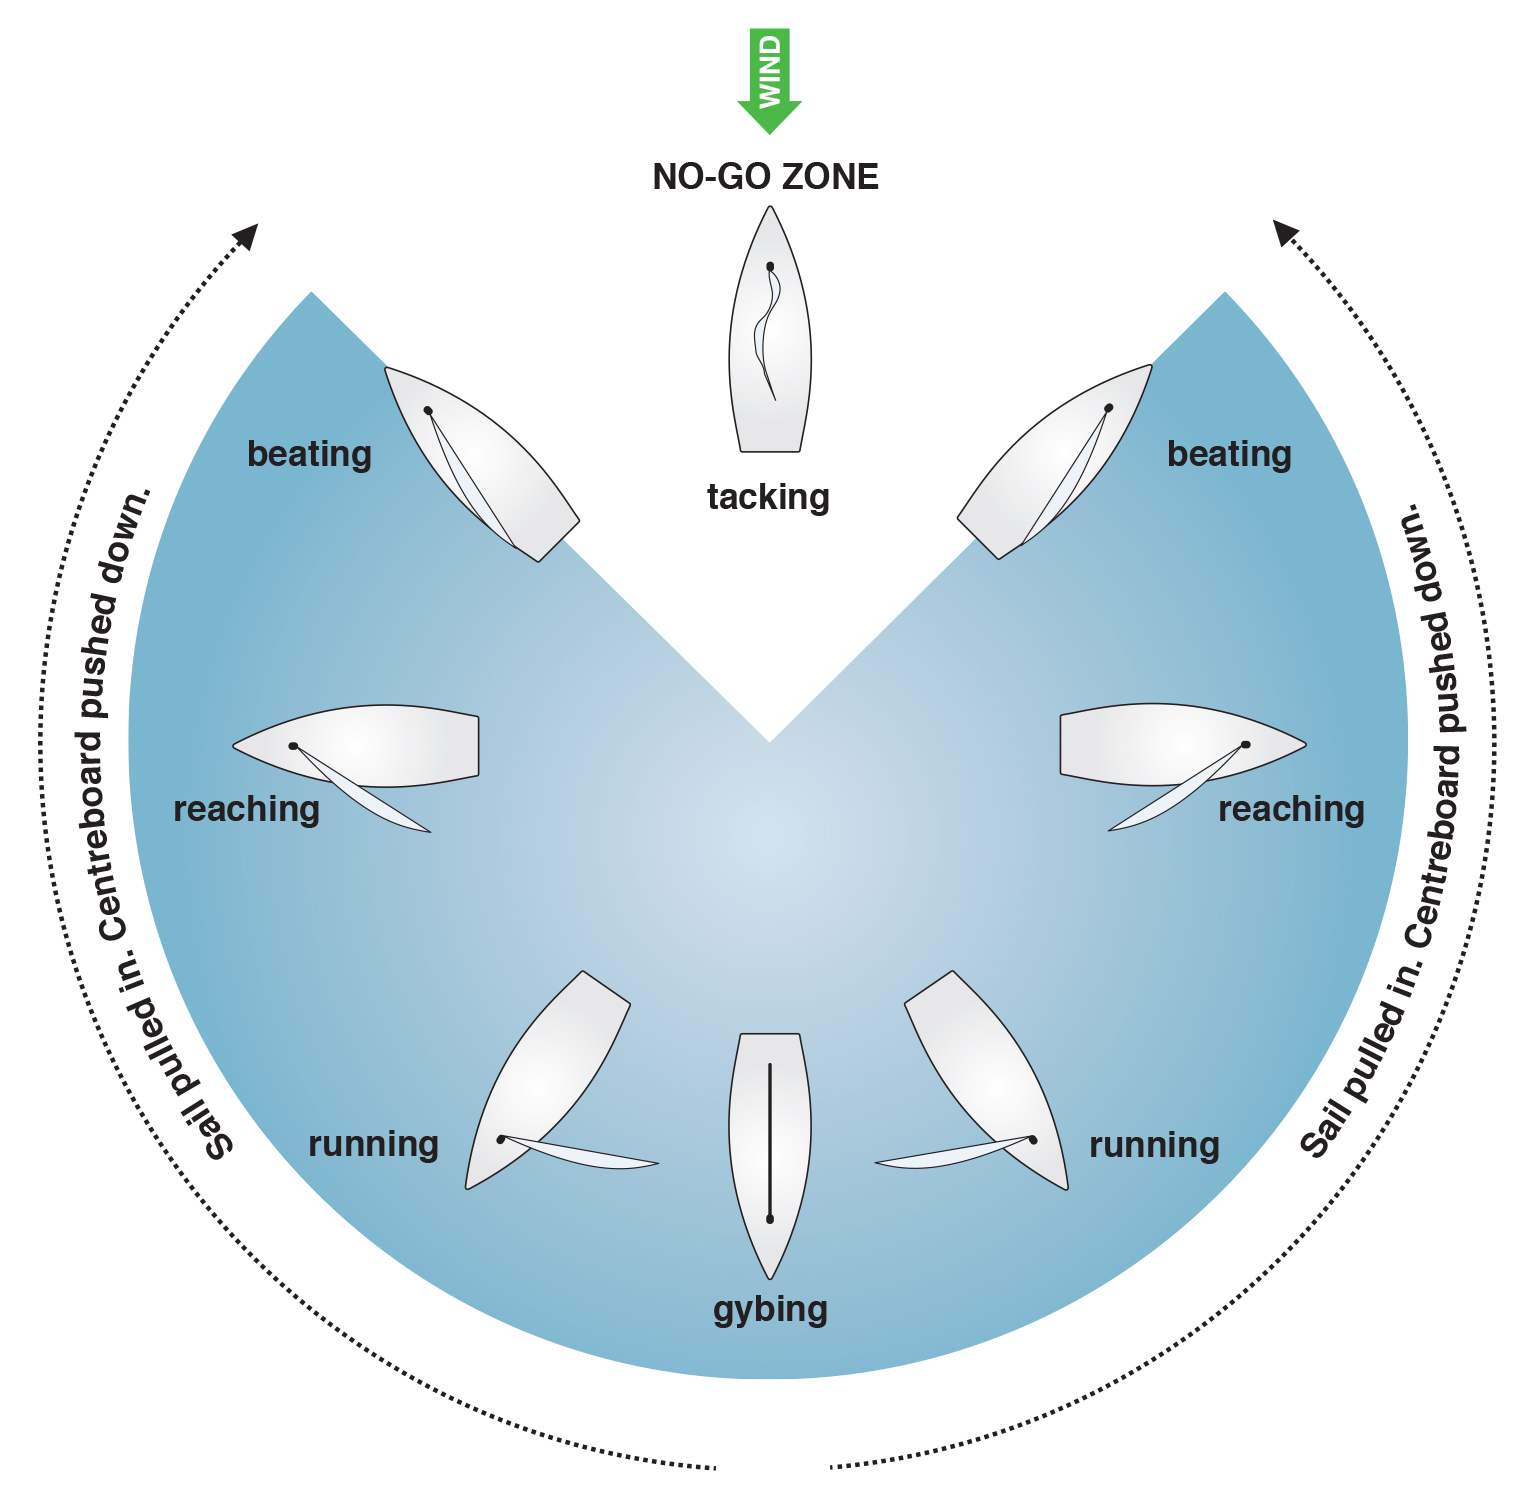 WIND
NO-GO ZONE
tacking
beating
beating
reaching
reaching
running
running
gybing
Sail pulled in. Centreboard pushed down.
Sail pulled in. Centreboard pushed down.